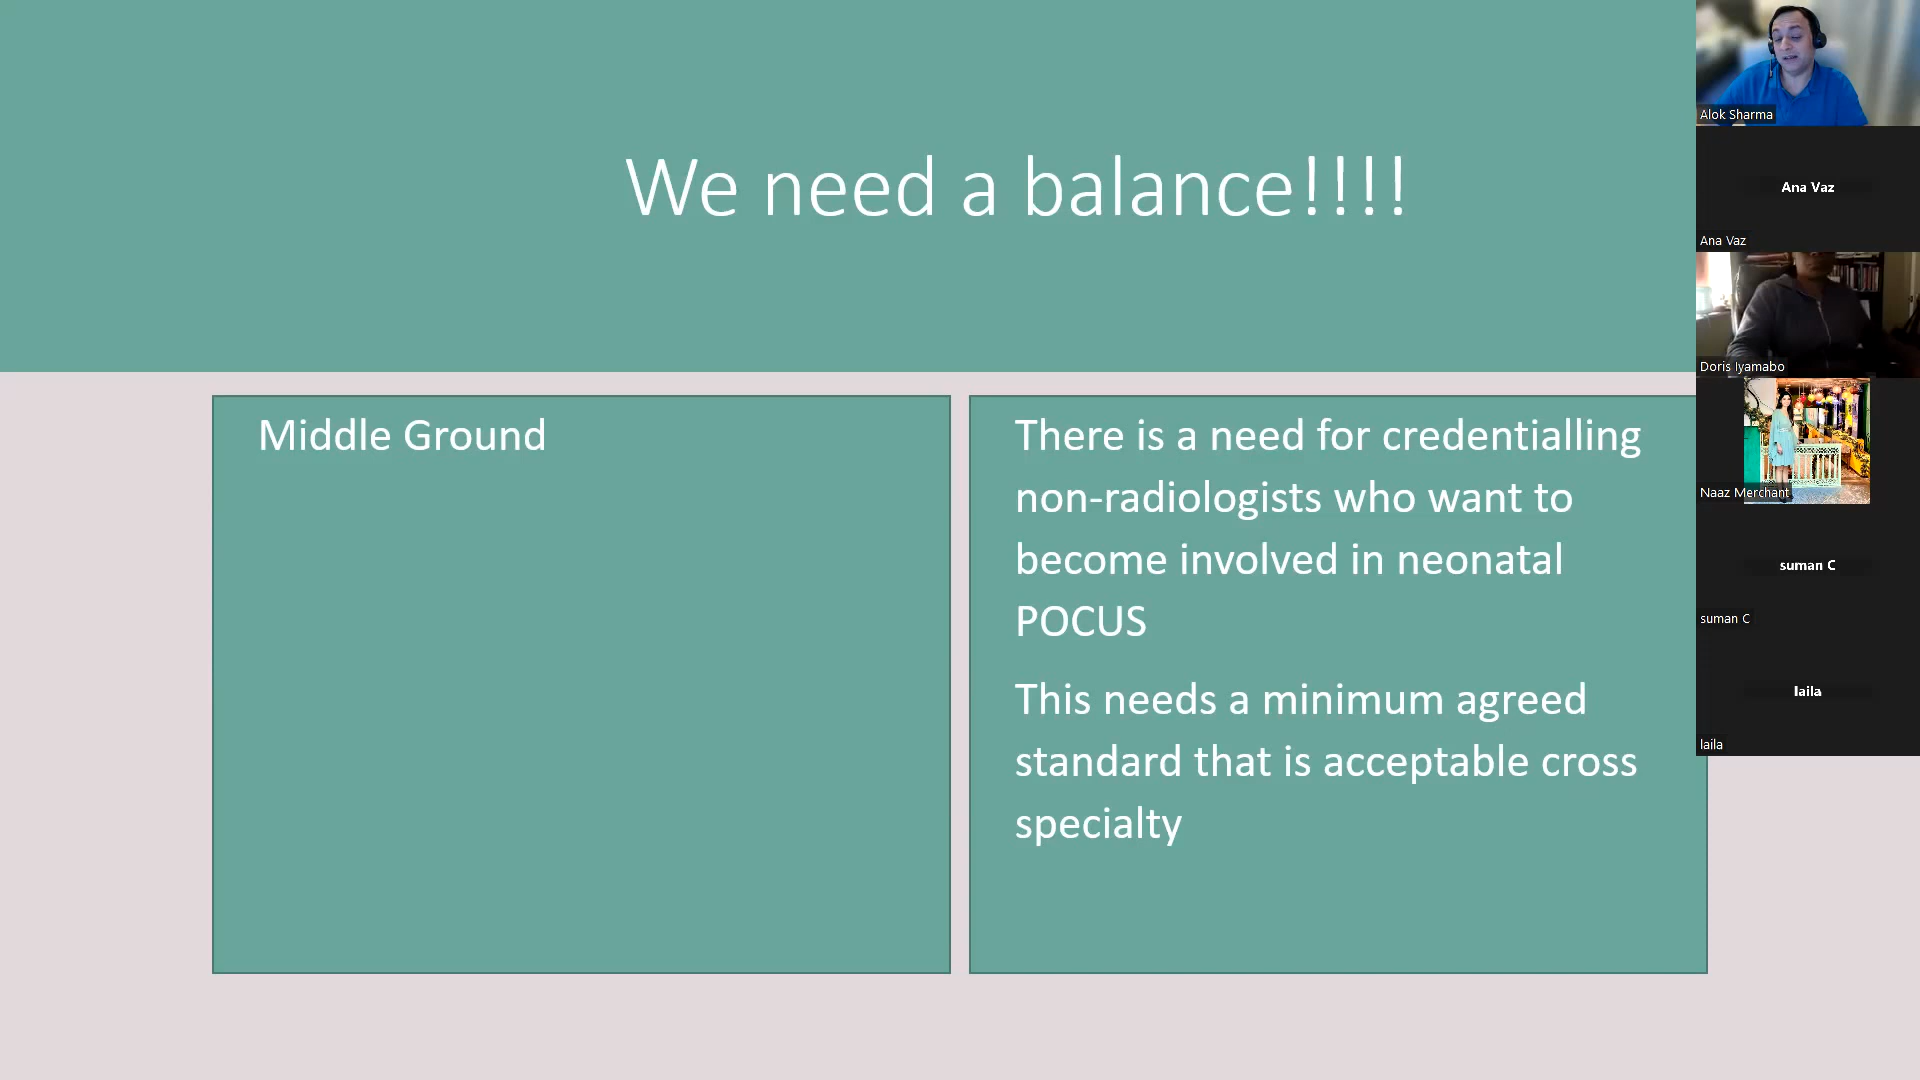 We need a balance!!!!
Middle Ground
There is a need for credentialling
non-radiologists who want to
become involved in neonatal
POCUS
This needs a minimum agreed
standard that is acceptable cross
specialty
Alok Sharma
Ana Vaz
Ana Vaz
Doris Iyamabo
Naaz Merchant
suman C
suman C
laila
laila